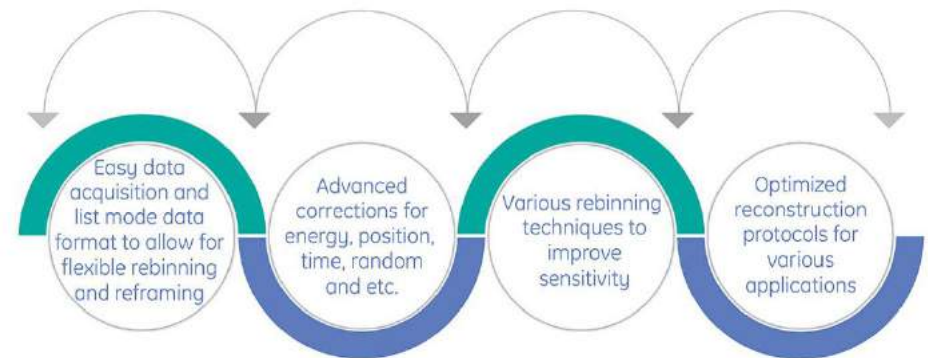 Easy data
acquisition and
list mode data
format to allow for
flexible rebinning
and reframing
Advanced
corrections for
energy, position,
time, random
and etc.
Various rebinning
techniques to
improve
sensitivity
Optimized
reconstruction
protocols for
various
applications